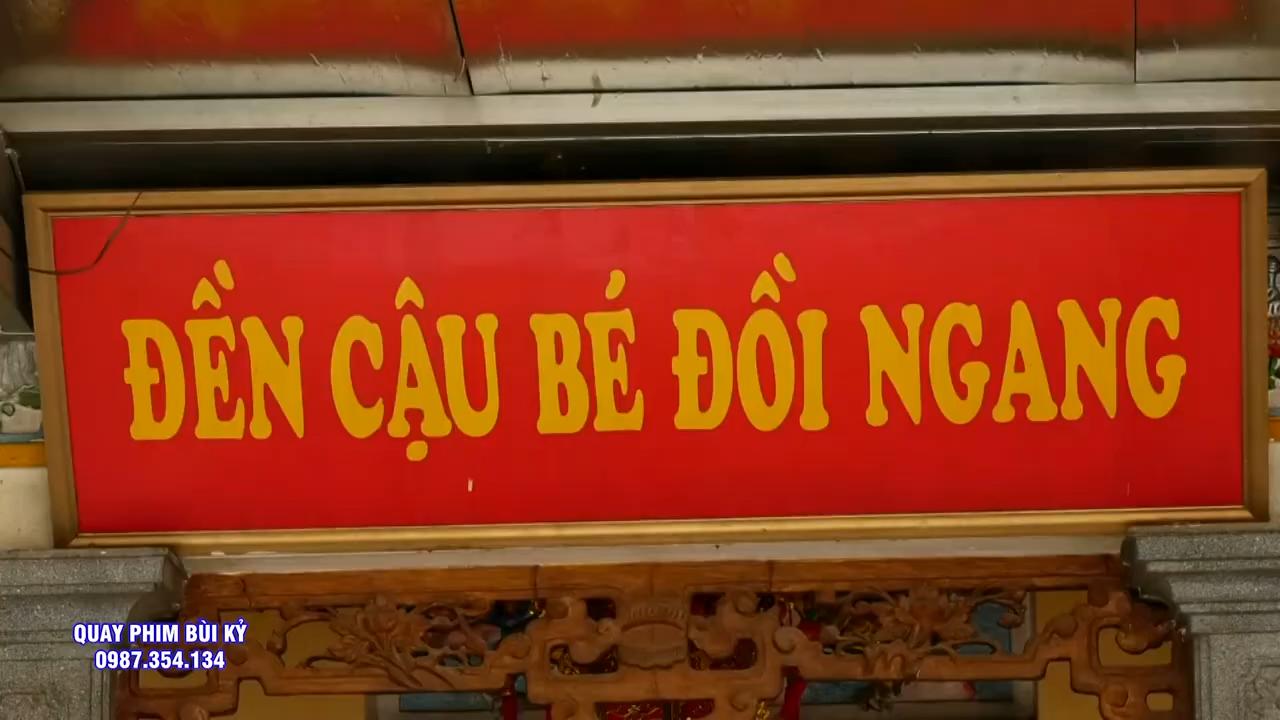 ĐỀN CẬU BÉ ĐỒI NGANG
QUAY PHIM BÙI KỶ
0987.354.134